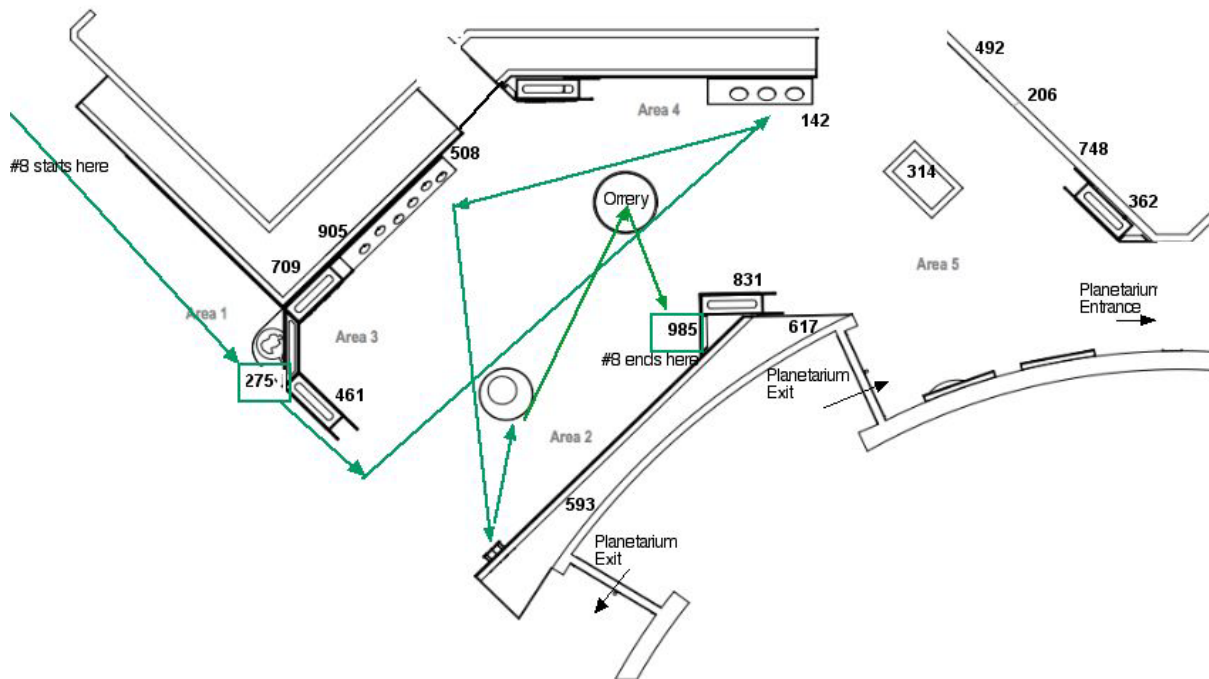 492
206
Area 4
142
#8 starts here
508
748
314
Orrery
362
905
709
Area 5
831
Planetarium
Entrance
Area 1
Area 3
985
617
#8 ends here
Planetarium
Exit
275
461
Area 2
593
Planetarium
Exit